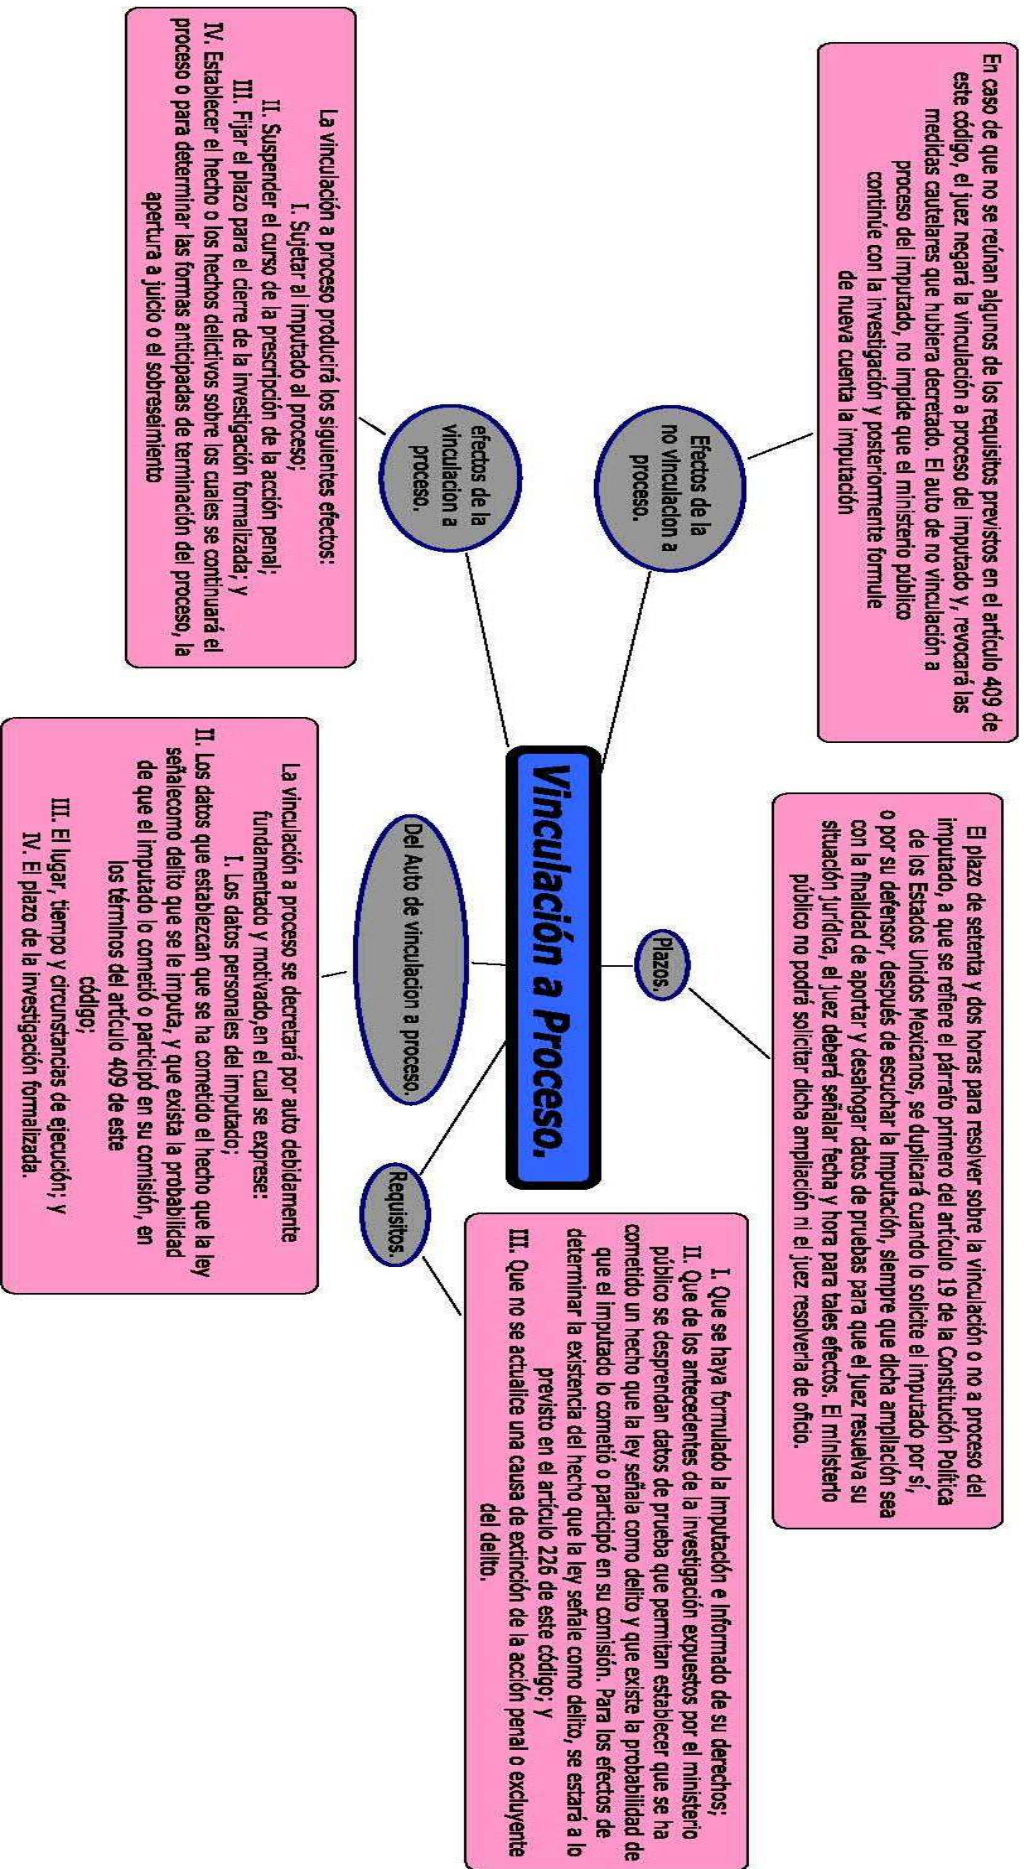 En caso de que no se reúnan algunos de los requisitos previstos en el artículo 409 de
este código, el juez negará la vinculación a proceso del imputado y, revocará las
medidas cautelares que hubiera decretado. El auto de no vinculación a
proceso del imputado, no impide que el ministerio público
continúe con la investigación y posteriormente formule
de nueva cuenta la imputación
El plazo de setenta y dos horas para resolver sobre la vinculación o no a proceso del
imputado, a que se refiere el párrafo primero del artículo 19 de la Constitución Política
de los Estados Unidos Mexicanos, se duplicará cuando lo solicite el imputado por sí,
o por su defensor, después de escuchar la imputación, siempre que dicha ampliación sea
con la finalidad de aportar y desahogar datos de pruebas para que el juez resuelva su
situación jurídica, el juez deberá señalar fecha y hora para tales efectos. El ministerio
público no podrá solicitar dicha ampliación ni el juez resolverla de oficio.
Efectos de la
no vinculacion a
proceso.
Plazos.
I. Que se haya formulado la imputación e informado de su derechos;
II. Que de los antecedentes de la investigación expuestos por el ministerio
público se desprendan datos de prueba que permitan establecer que se ha
cometido un hecho que la ley señala como delito y que existe la probabilidad de
que el imputado lo cometió o participó en su comisión. Para los efectos de
determinar la existencia del hecho que la ley señale como delito, se estará a lo
previsto en el artículo 226 de este código; y
III. Que no se actualice una causa de extinción de la acción penal o excluyente
del delito.
Vinculación a Proceso.
efectos de la
vinculacion a
proceso.
Del Auto de vinculacion a proceso.
Requisitos.
La vinculación a proceso producirá los siguientes efectos:
I. Sujetar al imputado al proceso;
II. Suspender el curso de la prescripción de la acción penal;
III. Fijar el plazo para el cierre de la investigación formalizada; y
IV. Establecer el hecho o los hechos delictivos sobre los cuales se continuará el
proceso o para determinar las formas anticipadas de terminación del proceso, la
apertura a juicio o el sobreseimiento
La vinculación a proceso se decretará por auto debidamente
fundamentado y motivado,en el cual se exprese:
I. Los datos personales del imputado;
II. Los datos que establezcan que se ha cometido el hecho que la ley
señalecomo delito que se le imputa, y que exista la probabilidad
de que el imputado lo cometió o participó en su comisión, en
los términos del artículo 409 de este
código;
III. El lugar, tiempo y circunstancias de ejecución; y
IV. El plazo de la investigación formalizada.